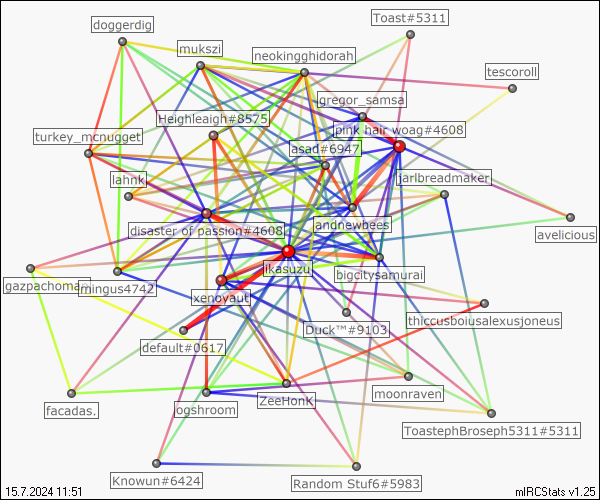 Toast#5311
doggerdig
mukszi
neokingghidorah
tescoroll
gregor_samsa
Heighleaigh#8575
pink hair woag#4608
turkey_mcnugget
asad#6947
lahnk
jarlbreadmaker
disaster of passion#4608
andnewbees
avelicious
ikasuzu
bigcitysamurai
gazpachoma
mingus4742
xenoyaut
Duck™#9103
thiccusboiusalexusjoneus
default#0617
moonraven
facadas.
ogshroom
ZeeHonK
ToastephBroseph5311#5311
Knowun#6424
Random Stuf6#5983
15.7.2024 11:51
mIRCStats v1.25